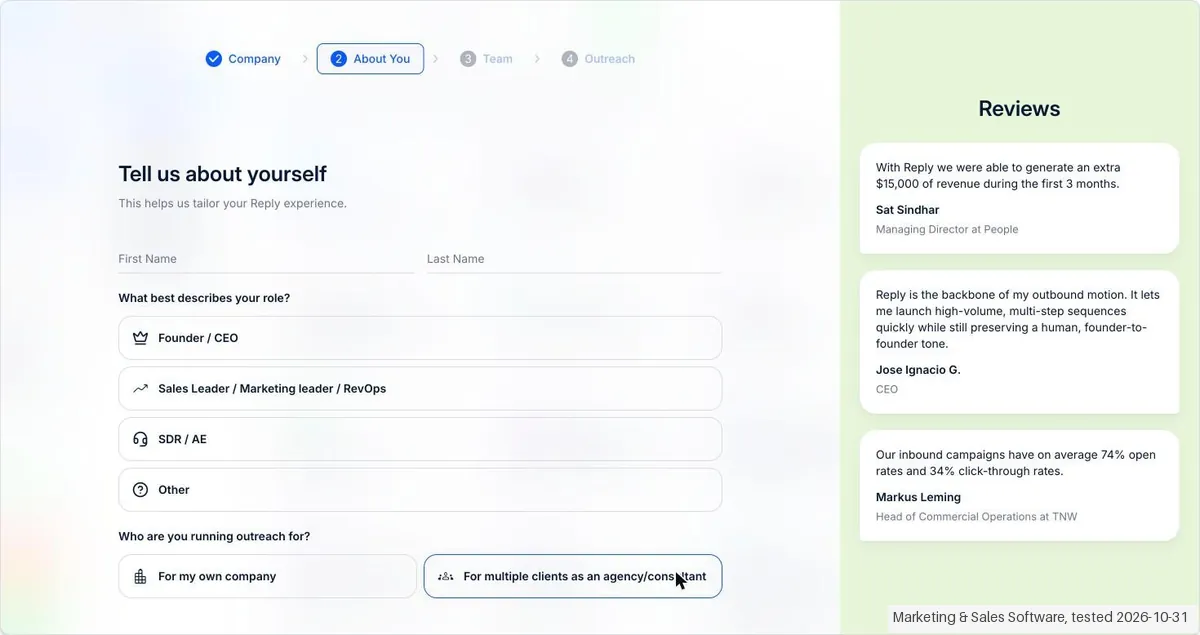 Company
2 About You
3 Team
4 Outreach
Tell us about yourself
This helps us tailor your Reply experience.
First Name
Last Name
What best describes your role?
Founder / CEO
Sales Leader / Marketing leader / RevOps
SDR / AE
Other
Who are you running outreach for?
For my own company
For multiple clients as an agency/consultant
Reviews
With Reply we were able to generate an extra
$15,000 of revenue during the first 3 months.
Sat Sindhar
Managing Director at People
Reply is the backbone of my outbound motion. It lets
me launch high-volume, multi-step sequences
quickly while still preserving a human, founder-to-
founder tone.
Jose Ignacio G.
CEO
Our inbound campaigns have on average 74% open
rates and 34% click-through rates.
Markus Leming
Head of Commercial Operations at TNW
Marketing & Sales Software, tested 2026-10-31